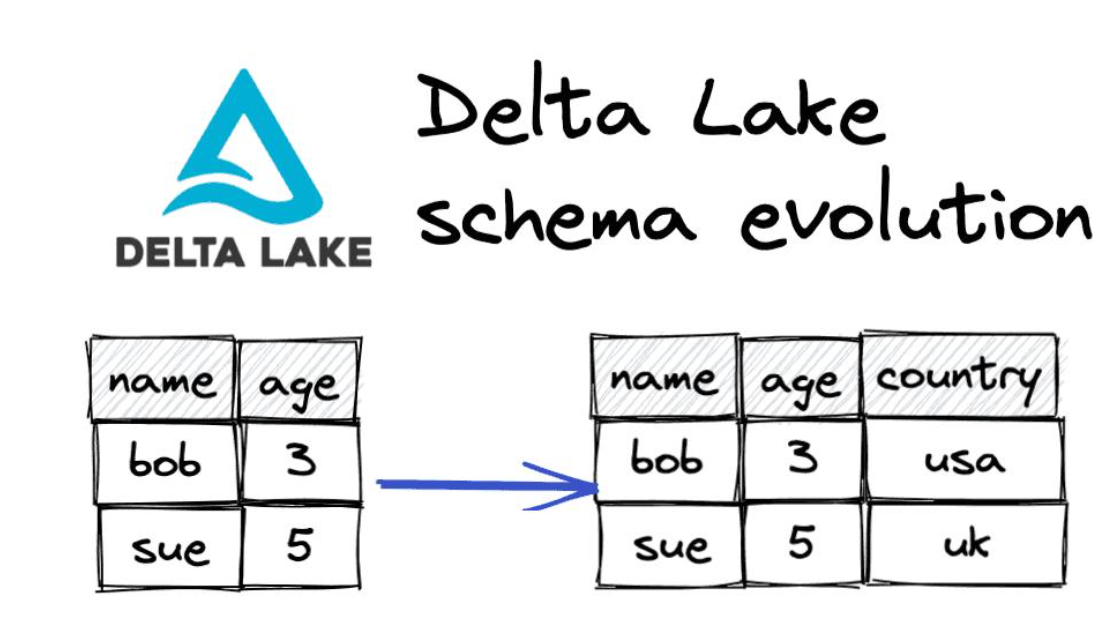 Delta Lake
schema evolution
DELTA LAKE
name age
bob 3
sue 5
name age country
bob 3 usa
sue 5 uk